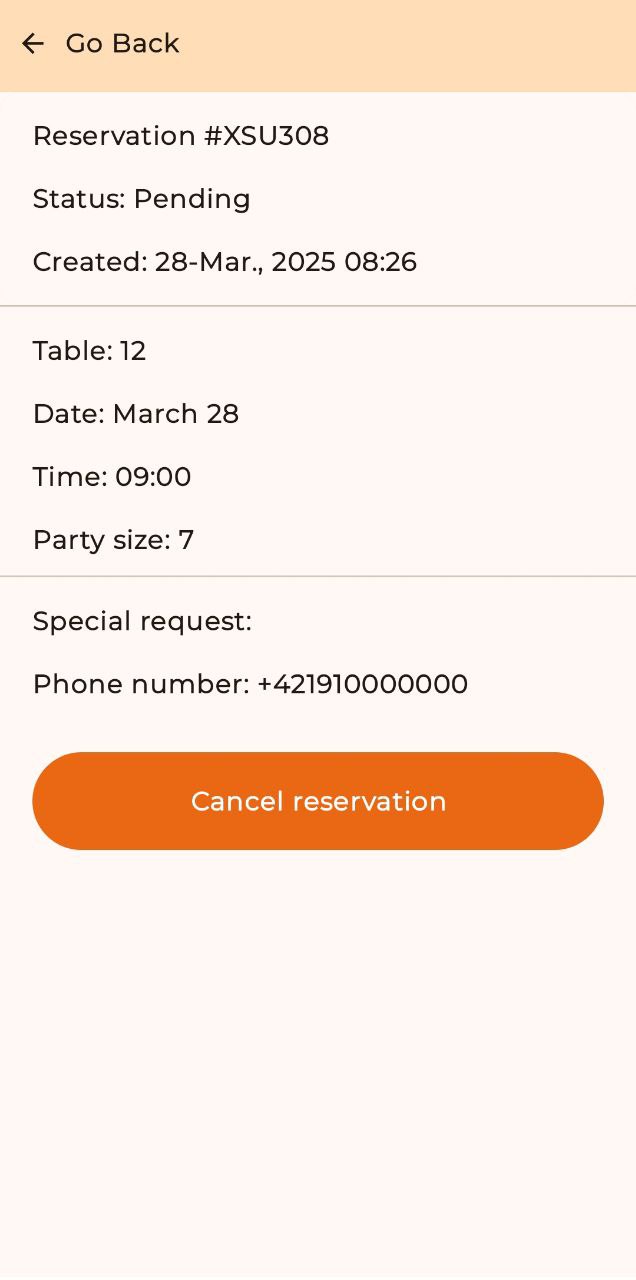 Go Back
Reservation #XSU308
Status: Pending
Created: 28-Mar., 2025 08:26
Table: 12
Date: March 28
Time: 09:00
Party size: 7
Special request:
Phone number: +421910000000
Cancel reservation